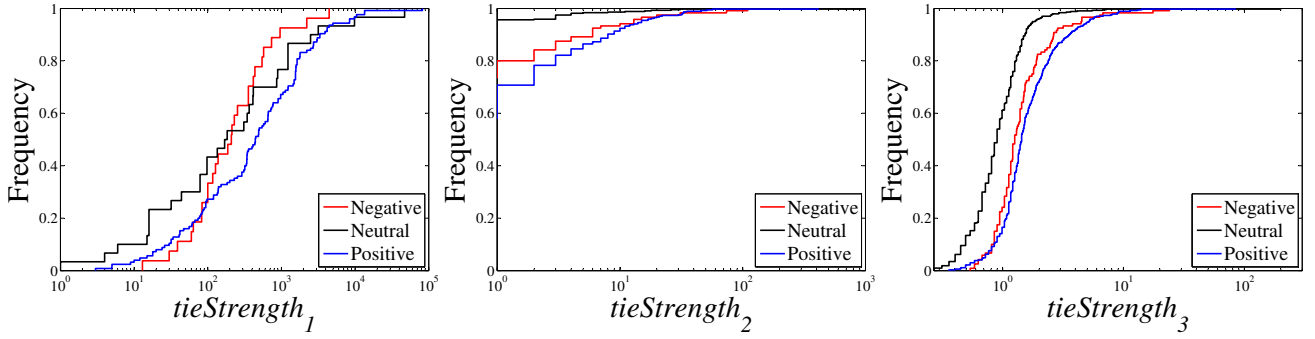 Frequency
1
0.8
0.6
0.4
0.2
0
10^0 10^1 10^2 10^3 10^4 10^5
tieStrength_1
Negative
Neutral
Positive
Frequency
1
0.8
0.6
0.4
0.2
0
10^0 10^1 10^2 10^3
tieStrength_2
Negative
Neutral
Positive
Frequency
1
0.8
0.6
0.4
0.2
0
10^0 10^1 10^2
tieStrength_3
Negative
Neutral
Positive